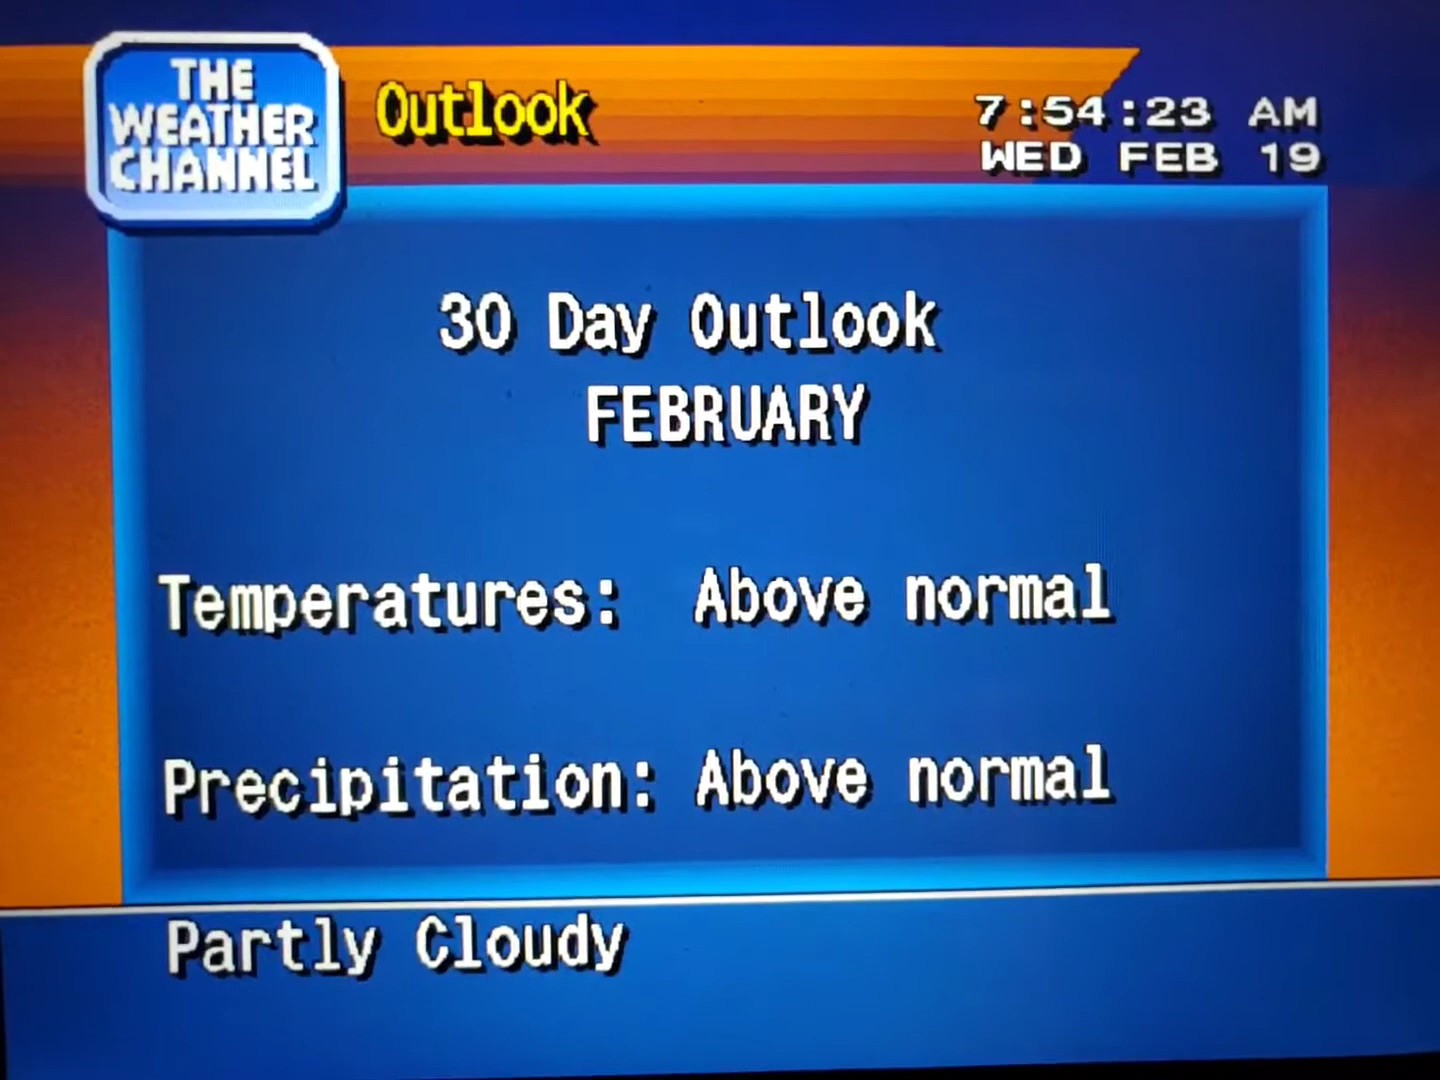 THE
WEATHER
CHANNEL
Outlook
7:54:23 AM
WED FEB 19
30 Day Outlook
FEBRUARY
Temperatures: Above normal
Precipitation: Above normal
Partly Cloudy